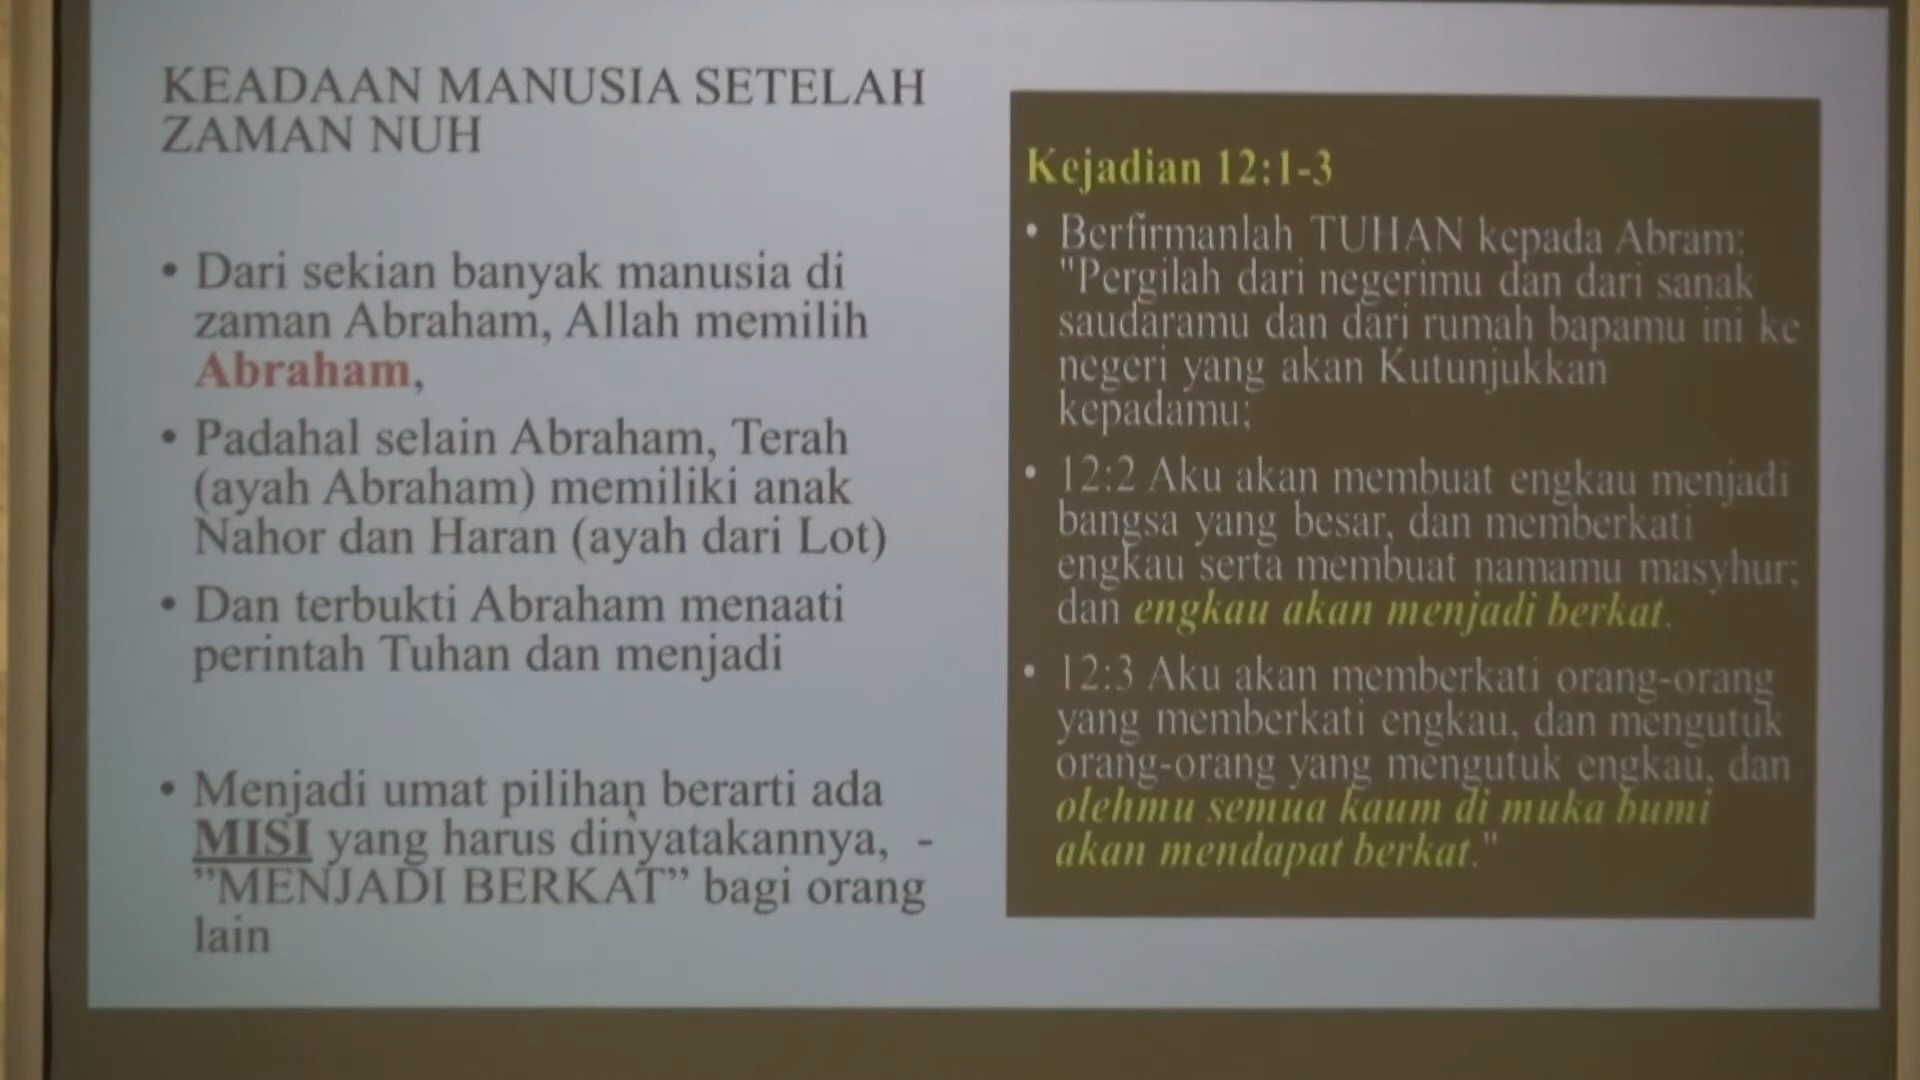 KEADAAN MANUSIA SETELAH
ZAMAN NUH
• Dari sekian banyak manusia di
zaman Abraham, Allah memilih
Abraham,
• Padahal selain Abraham, Terah
(ayah Abraham) memiliki anak
Nahor dan Haran (ayah dari Lot)
• Dan terbukti Abraham menaati
perintah Tuhan dan menjadi
• Menjadi umat pilihan berarti ada
MISI yang harus dinyatakannya, -
”MENJADI BERKAT” bagi orang
lain
Kejadian 12:1-3
• Berfirmanlah TUHAN kepada Abram:
"Pergilah dari negerimu dan dari sanak
saudaramu dan dari rumah bapamu ini ke
negeri yang akan Kutunjukkan
kepadamu;
• 12:2 Aku akan membuat engkau menjadi
bangsa yang besar, dan memberkati
engkau serta membuat namamu masyhur;
dan engkau akan menjadi berkat.
• 12:3 Aku akan memberkati orang-orang
yang memberkati engkau, dan mengutuk
orang-orang yang mengutuk engkau, dan
olehmu semua kaum di muka bumi
akan mendapat berkat."